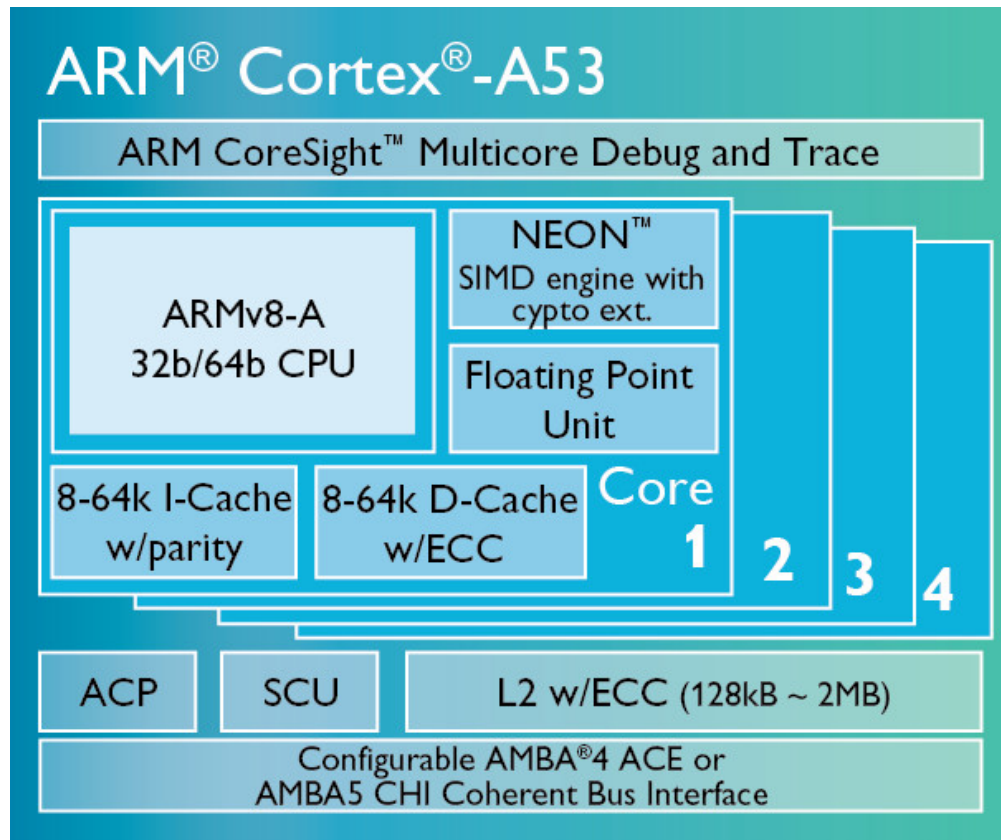 ARM® Cortex®-A53
ARM CoreSight™ Multicore Debug and Trace
ARMv8-A
32b/64b CPU
NEON™
SIMD engine with
cypto ext.
Floating Point
Unit
8-64k I-Cache
w/parity
8-64k D-Cache
w/ECC
Core
1
2
3
4
ACP
SCU
L2 w/ECC (128kB ~ 2MB)
Configurable AMBA®4 ACE or
AMBA5 CHI Coherent Bus Interface